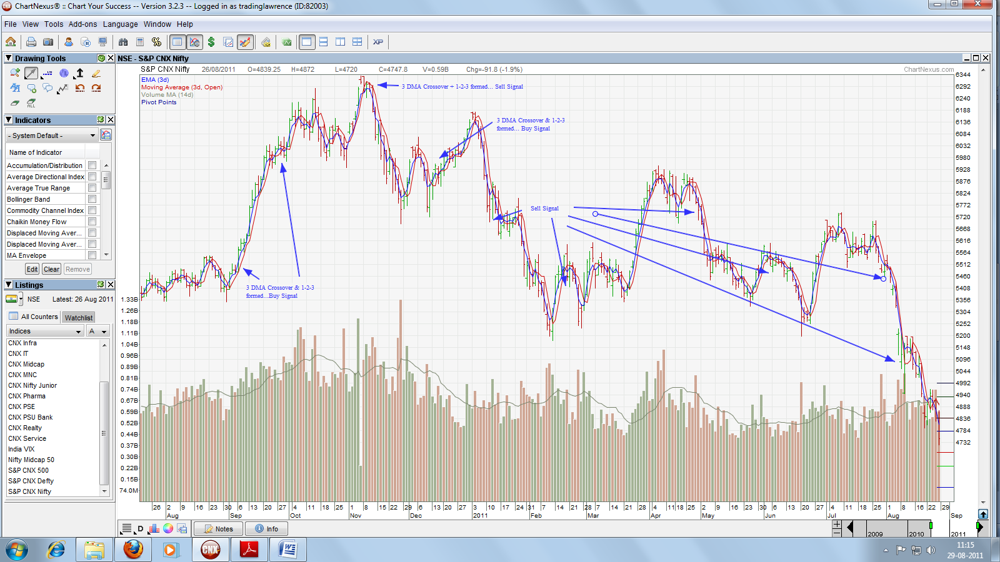 ChartNexus® :: Chart Your Success -- Version 3.2.3 -- Logged in as tradinglawrence (ID:82003)
File View Tools Add-ons Language Window Help
XP
Drawing Tools
ALL
Indicators
- System Default -
Name of Indicator
Accumulation/Distribution
Average Directional Index
Average True Range
Bollinger Band
Commodity Channel Index
Chaikin Money Flow
Displaced Moving Aver...
Displaced Moving Aver...
MA Envelope
Edit Clear Remove
Listings
NSE Latest: 26 Aug 2011
All Counters Watchlist
Indices A
CNX Infra
CNX IT
CNX Midcap
CNX MNC
CNX Nifty Junior
CNX Pharma
CNX PSE
CNX PSU Bank
CNX Realty
CNX Service
India VIX
Nifty Midcap 50
S&P CNX 500
S&P CNX Defty
S&P CNX Nifty
NSE - S&P CNX Nifty
S&P CNX Nifty 26/08/2011 O=4839.25 H=4872 L=4720 C=4747.8 V=0.59B Chg=-91.8 (-1.9%)
ChartNexus.com
EMA (3d)
Moving Average (3d, Open)
Volume MA (14d)
Pivot Points
3 DMA Crossover + 1-2-3 formed... Sell Signal
3 DMA Crossover & 1-2-3
formed... Buy Signal
Sell Signal
3 DMA Crossover & 1-2-3
formed...Buy Signal
6344
6292
6240
6188
6136
6084
6032
5980
5928
5876
5824
5772
5720
5668
5616
5564
5512
5460
5408
5356
5304
5252
5200
5148
5096
5044
4992
4940
4888
4836
4784
4732
1.33B
1.26B
1.18B
1.11B
1.04B
0.96B
0.89B
0.81B
0.74B
0.67B
0.59B
0.52B
0.44B
0.37B
0.30B
0.22B
0.15B
74.0M
26 2 9 16 23 30 6 13 20 27 4 11 18 25 1 8 15 22 29 6 13 20 27 3 10 17 24 31 7 14 21 28 7 14 21 28 4 11 18 25 2 9 16 23 30 6 13 20 27 4 11 18 25 1 8 16 22 29
Aug Sep Oct Nov Dec 2011 Feb Mar Apr May Jun Jul Aug Sep
D Notes Info
2009 2010 2011
CNX
11:15
29-08-2011